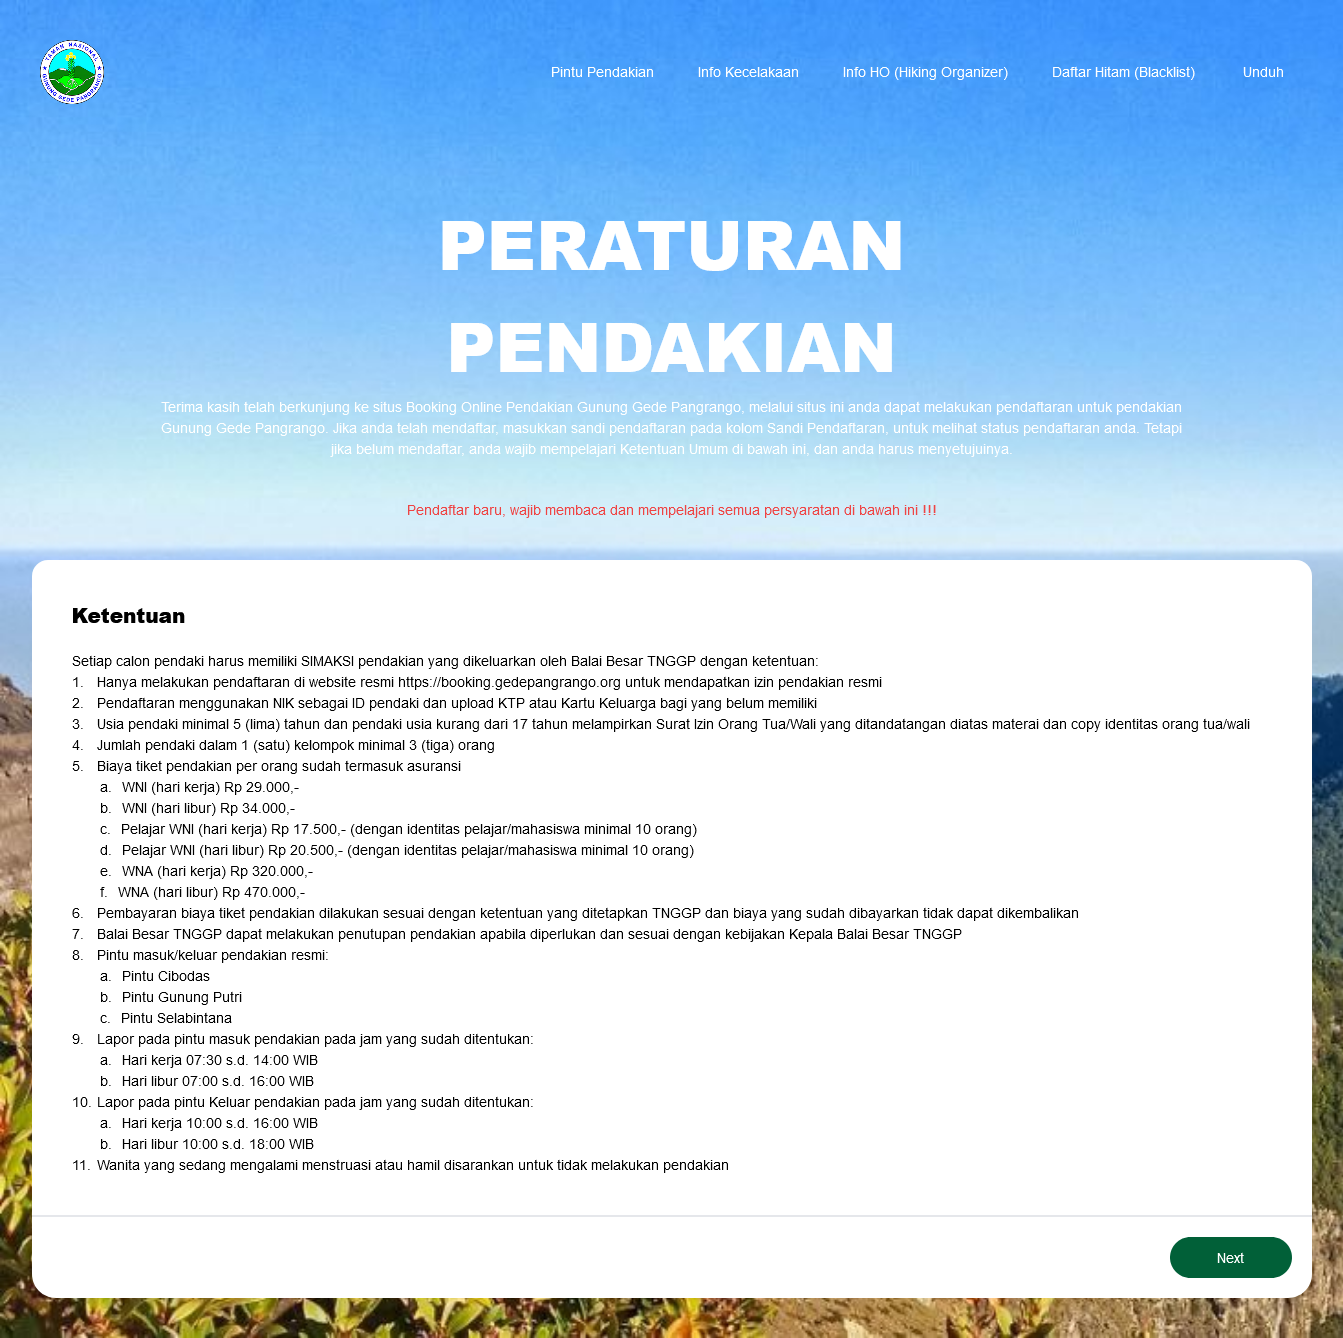 TAMAN NASIONAL
GUNUNG GEDE PANGRANGO
Pintu Pendakian
Info Kecelakaan
Info HO (Hiking Organizer)
Daftar Hitam (Blacklist)
Unduh
PERATURAN
PENDAKIAN
Terima kasih telah berkunjung ke situs Booking Online Pendakian Gunung Gede Pangrango, melalui situs ini anda dapat melakukan pendaftaran untuk pendakian
Gunung Gede Pangrango. Jika anda telah mendaftar, masukkan sandi pendaftaran pada kolom Sandi Pendaftaran, untuk melihat status pendaftaran anda. Tetapi
jika belum mendaftar, anda wajib mempelajari Ketentuan Umum di bawah ini, dan anda harus menyetujuinya.
Pendaftar baru, wajib membaca dan mempelajari semua persyaratan di bawah ini !!!
Ketentuan
Setiap calon pendaki harus memiliki SIMAKSI pendakian yang dikeluarkan oleh Balai Besar TNGGP dengan ketentuan:
1. Hanya melakukan pendaftaran di website resmi https://booking.gedepangrango.org untuk mendapatkan izin pendakian resmi
2. Pendaftaran menggunakan NIK sebagai ID pendaki dan upload KTP atau Kartu Keluarga bagi yang belum memiliki
3. Usia pendaki minimal 5 (lima) tahun dan pendaki usia kurang dari 17 tahun melampirkan Surat Izin Orang Tua/Wali yang ditandatangan diatas materai dan copy identitas orang tua/wali
4. Jumlah pendaki dalam 1 (satu) kelompok minimal 3 (tiga) orang
5. Biaya tiket pendakian per orang sudah termasuk asuransi
a. WNI (hari kerja) Rp 29.000,-
b. WNI (hari libur) Rp 34.000,-
c. Pelajar WNI (hari kerja) Rp 17.500,- (dengan identitas pelajar/mahasiswa minimal 10 orang)
d. Pelajar WNI (hari libur) Rp 20.500,- (dengan identitas pelajar/mahasiswa minimal 10 orang)
e. WNA (hari kerja) Rp 320.000,-
f. WNA (hari libur) Rp 470.000,-
6. Pembayaran biaya tiket pendakian dilakukan sesuai dengan ketentuan yang ditetapkan TNGGP dan biaya yang sudah dibayarkan tidak dapat dikembalikan
7. Balai Besar TNGGP dapat melakukan penutupan pendakian apabila diperlukan dan sesuai dengan kebijakan Kepala Balai Besar TNGGP
8. Pintu masuk/keluar pendakian resmi:
a. Pintu Cibodas
b. Pintu Gunung Putri
c. Pintu Selabintana
9. Lapor pada pintu masuk pendakian pada jam yang sudah ditentukan:
a. Hari kerja 07:30 s.d. 14:00 WIB
b. Hari libur 07:00 s.d. 16:00 WIB
10. Lapor pada pintu Keluar pendakian pada jam yang sudah ditentukan:
a. Hari kerja 10:00 s.d. 16:00 WIB
b. Hari libur 10:00 s.d. 18:00 WIB
11. Wanita yang sedang mengalami menstruasi atau hamil disarankan untuk tidak melakukan pendakian
Next